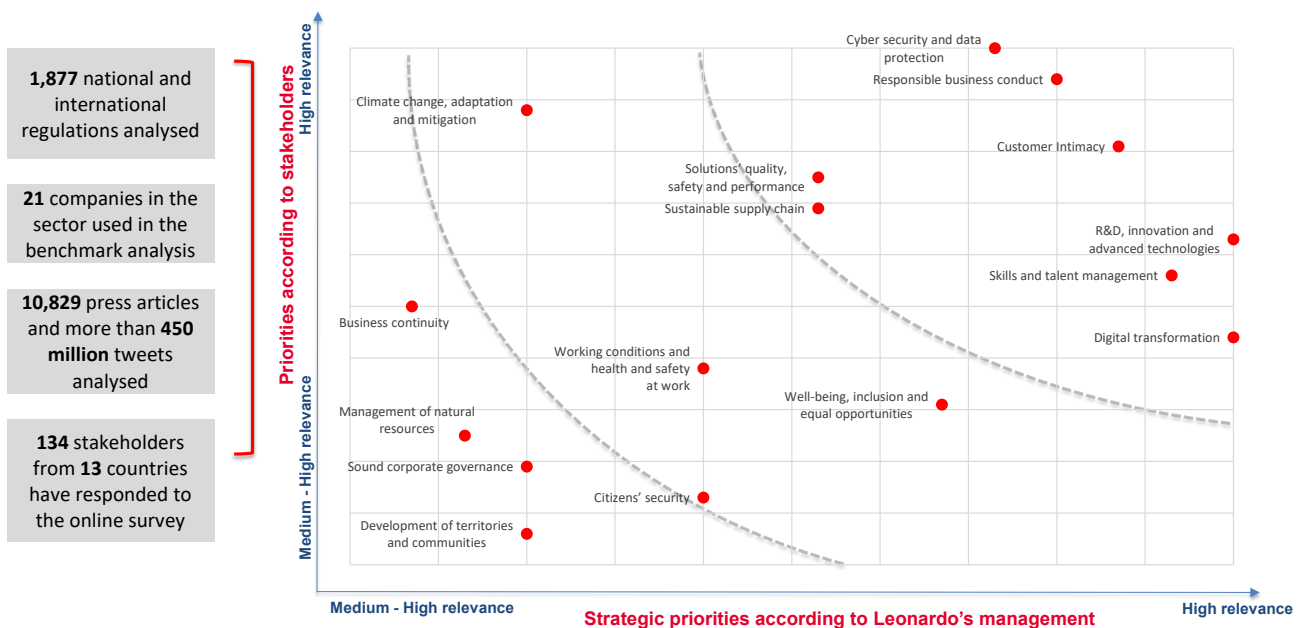 1,877 national and
international
regulations analysed
21 companies in the
sector used in the
benchmark analysis
10,829 press articles
and more than 450
million tweets
analysed
134 stakeholders
from 13 countries
have responded to
the online survey
Priorities according to stakeholders
High relevance
Medium - High relevance
Cyber security and data
protection
Responsible business conduct
Climate change, adaptation
and mitigation
Customer Intimacy
Solutions' quality,
safety and performance
Sustainable supply chain
R&D, innovation and
advanced technologies
Skills and talent management
Business continuity
Digital transformation
Working conditions and
health and safety
at work
Well-being, inclusion and
equal opportunities
Management of natural
resources
Sound corporate governance
Citizens' security
Development of territories
and communities
Medium - High relevance
High relevance
Strategic priorities according to Leonardo's management